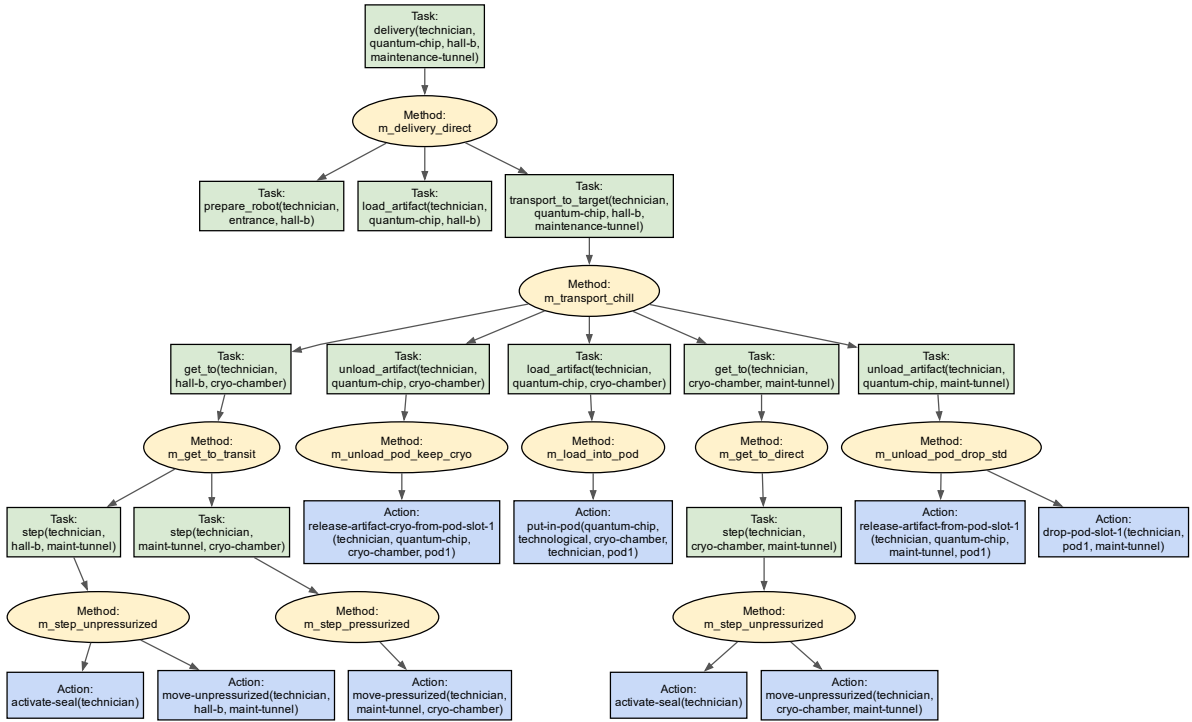 Task:
delivery(technician,
quantum-chip, hall-b,
maintenance-tunnel)
Method:
m_delivery_direct
Task:
prepare_robot(technician,
entrance, hall-b)
Task:
load_artifact(technician,
quantum-chip, hall-b)
Task:
transport_to_target(technician,
quantum-chip, hall-b,
maintenance-tunnel)
Method:
m_transport_chill
Task:
get_to(technician,
hall-b, cryo-chamber)
Task:
unload_artifact(technician,
quantum-chip, cryo-chamber)
Task:
load_artifact(technician,
quantum-chip, cryo-chamber)
Task:
get_to(technician,
cryo-chamber, maint-tunnel)
Task:
unload_artifact(technician,
quantum-chip, maint-tunnel)
Method:
m_get_to_transit
Method:
m_unload_pod_keep_cryo
Method:
m_load_into_pod
Method:
m_get_to_direct
Method:
m_unload_pod_drop_std
Task:
step(technician,
hall-b, maint-tunnel)
Task:
step(technician,
maint-tunnel, cryo-chamber)
Action:
release-artifact-cryo-from-pod-slot-1
(technician, quantum-chip,
cryo-chamber, pod1)
Action:
put-in-pod(quantum-chip,
technological, cryo-chamber,
technician, pod1)
Task:
step(technician,
cryo-chamber, maint-tunnel)
Action:
release-artifact-from-pod-slot-1
(technician, quantum-chip,
maint-tunnel, pod1)
Action:
drop-pod-slot-1(technician,
pod1, maint-tunnel)
Method:
m_step_unpressurized
Method:
m_step_pressurized
Method:
m_step_unpressurized
Action:
activate-seal(technician)
Action:
move-unpressurized(technician,
hall-b, maint-tunnel)
Action:
move-pressurized(technician,
maint-tunnel, cryo-chamber)
Action:
activate-seal(technician)
Action:
move-unpressurized(technician,
cryo-chamber, maint-tunnel)